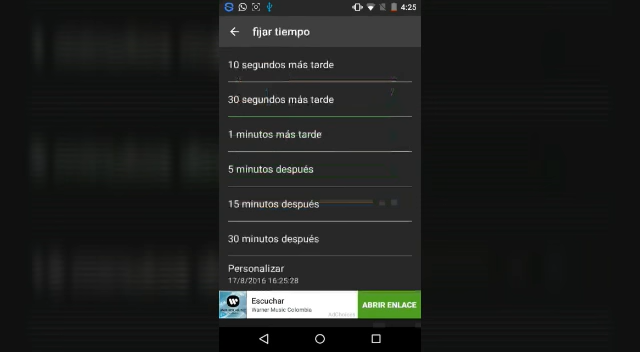 4:25
fijar tiempo
10 segundos más tarde
30 segundos más tarde
1 minutos más tarde
5 minutos después
15 minutos después
30 minutos después
Personalizar
17/8/2016 16:25:28
Escuchar
Warner Music Colombia
ABRIR ENLACE